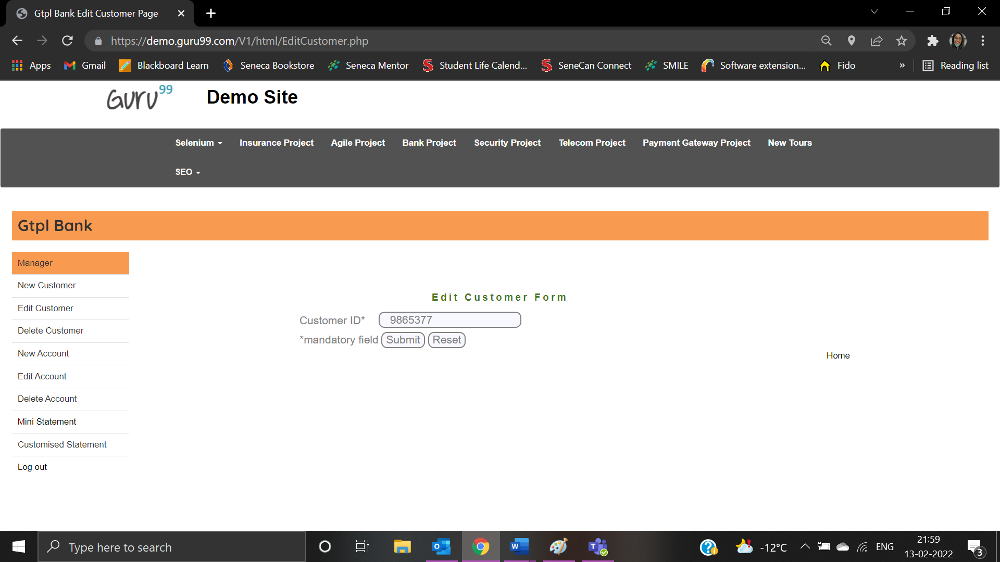 Gtpl Bank Edit Customer Page
https://demo.guru99.com/V1/html/EditCustomer.php
Apps Gmail Blackboard Learn Seneca Bookstore Seneca Mentor Student Life Calend... SeneCan Connect SMILE Software extension... Fido » Reading list
Guru99 Demo Site
Selenium Insurance Project Agile Project Bank Project Security Project Telecom Project Payment Gateway Project New Tours
SEO
Gtpl Bank
Manager
New Customer
Edit Customer
Delete Customer
New Account
Edit Account
Delete Account
Mini Statement
Customised Statement
Log out
Edit Customer Form
Customer ID* 9865377
*mandatory field Submit Reset
Home
Type here to search
-12°C
ENG
21:59
13-02-2022
3